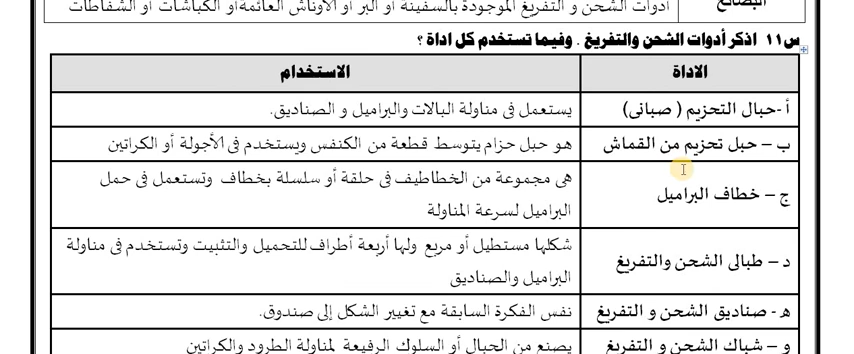 البضائع	أدوات الشحن و التفريغ الموجودة بالسفينة أو البر أو الأوناش العائمة أو الكباشات أو الشفاطات
س١١ اذكر أدوات الشحن والتفريغ . وفيما تستخدم كل اداة ؟
الاداة	الاستخدام
أ -حبال التحزيم ( صبانى)	يستعمل فى مناولة البالات والبراميل و الصناديق.
ب – حبل تحزيم من القماش	هو حبل حزام يتوسط قطعة من الكنفس ويستخدم فى الأجولة أو الكراتين
ج – خطاف البراميل	هى مجموعة من الخطاطيف فى حلقة أو سلسلة بخطاف وتستعمل فى حمل
البراميل لسرعة المناولة
د – طبالى الشحن والتفريغ	شكلها مستطيل أو مربع ولها أربعة أطراف للتحميل والتثبيت وتستخدم فى مناولة
البراميل والصناديق
ه - صناديق الشحن و التفريغ	نفس الفكرة السابقة مع تغيير الشكل إلى صندوق.
و – شباك الشحن و التفريغ	يصنع من الحبال أو السلوك الرفيعة لمناولة الطرود والكراتين